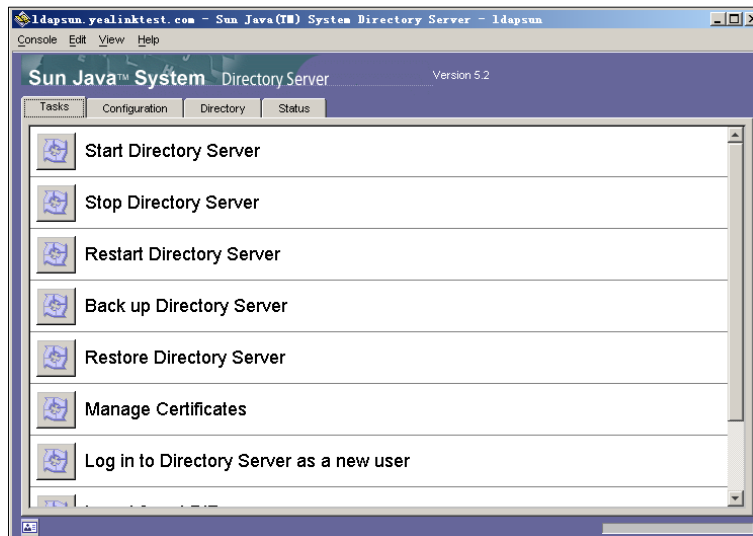 ldapsun.yealinktest.com - Sun Java(TM) System Directory Server - ldapsun
Console Edit View Help
Sun Java™ System Directory Server Version 5.2
Tasks Configuration Directory Status
Start Directory Server
Stop Directory Server
Restart Directory Server
Back up Directory Server
Restore Directory Server
Manage Certificates
Log in to Directory Server as a new user